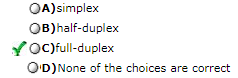 A)simplex
B)half-duplex
C)full-duplex
D)None of the choices are correct